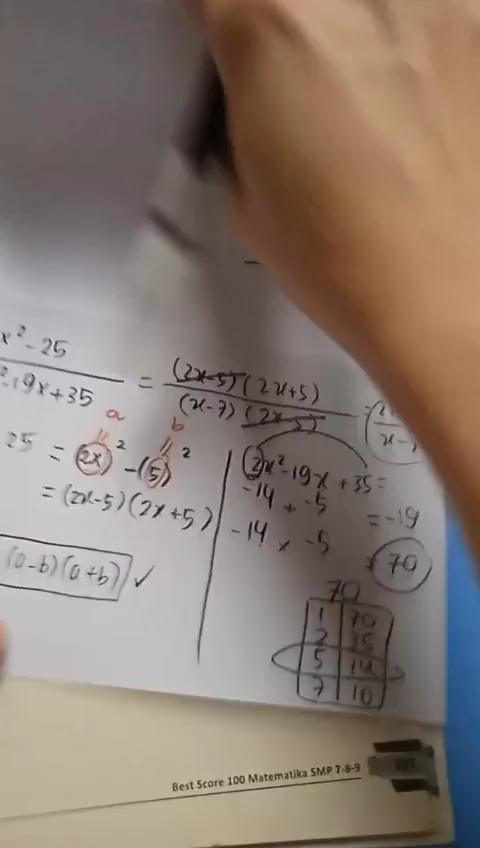 x² - 25 = (2x-5)(2x+5)
²-19x+35 (x-7)(2x-5)
a b
25 = (2x)² - (5)²
= (2x-5)(2x+5)
(a-b)(a+b) ✓
2x² - 19x + 35 =
-14 + -5 = -19
-14 × -5 = 70
70
1 70
2 35
5 14
7 10
Best Score 100 Matematika SMP 7-8-9